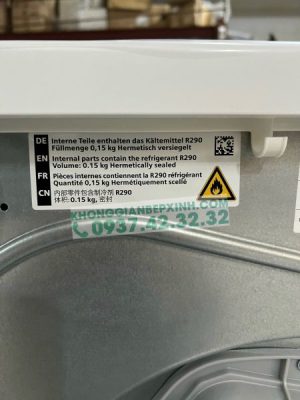 DE Interne Teile enthalten das Kältemittel R290
Füllmenge 0,15 kg Hermetisch versiegelt
EN Internal parts contain the refrigerant R290
Volume: 0.15 kg Hermetically sealed
FR Pièces internes contiennent la R290 réfrigérant
Quantité 0,15 kg Hermétiquement scellé
CN 内部零件包含制冷剂 R290
体积: 0.15 kg, 密封
KHONGGIANBEPXINH.COM
0937.42.32.32